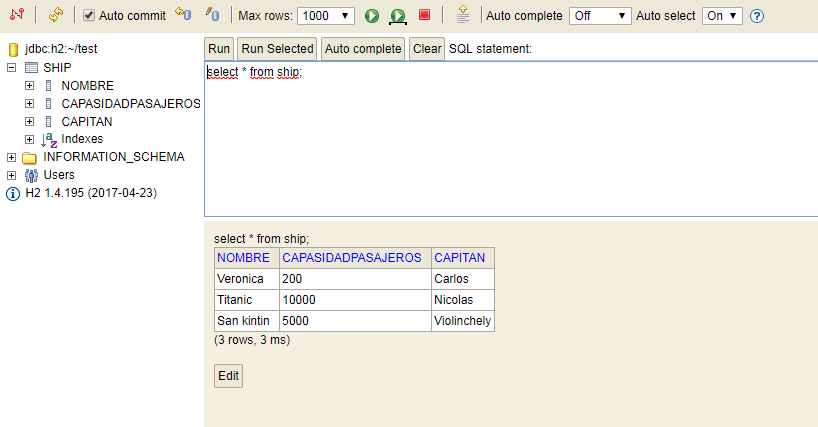 Auto commit Max rows: 1000 Auto complete Off Auto select On ?
jdbc:h2:~/test
SHIP
NOMBRE
CAPASIDADPASAJEROS
CAPITAN
Indexes
INFORMATION_SCHEMA
Users
H2 1.4.195 (2017-04-23)
Run Run Selected Auto complete Clear SQL statement:
select * from ship;
select * from ship;
NOMBRE CAPASIDADPASAJEROS CAPITAN
Veronica 200 Carlos
Titanic 10000 Nicolas
San kintin 5000 Violinchely
(3 rows, 3 ms)
Edit